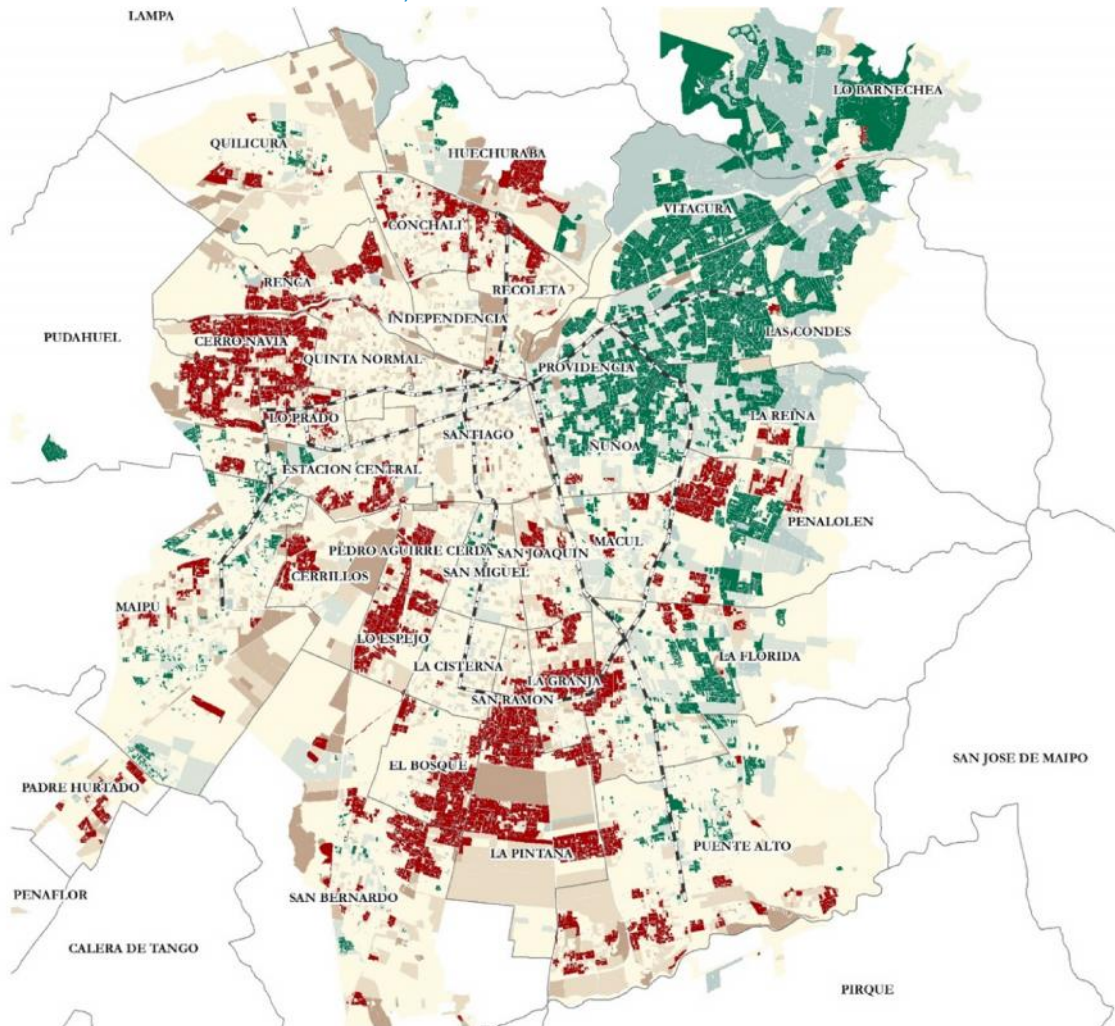 LAMPA
LO BARNECHEA
QUILICURA
HUECHURABA
VITACURA
CONCHALI
RENCA
RECOLETA
INDEPENDENCIA
LAS CONDES
PUDAHUEL
CERRO NAVIA
QUINTA NORMAL
PROVIDENCIA
LO PRADO
LA REINA
SANTIAGO
ÑUÑOA
ESTACION CENTRAL
PENALOLEN
MACUL
PEDRO AGUIRRE CERDA
SAN JOAQUIN
SAN MIGUEL
CERRILLOS
MAIPU
LO ESPEJO
LA FLORIDA
LA CISTERNA
LA GRANJA
SAN RAMON
SAN JOSE DE MAIPO
EL BOSQUE
PADRE HURTADO
PUENTE ALTO
LA PINTANA
PENAFLOR
SAN BERNARDO
CALERA DE TANGO
PIRQUE